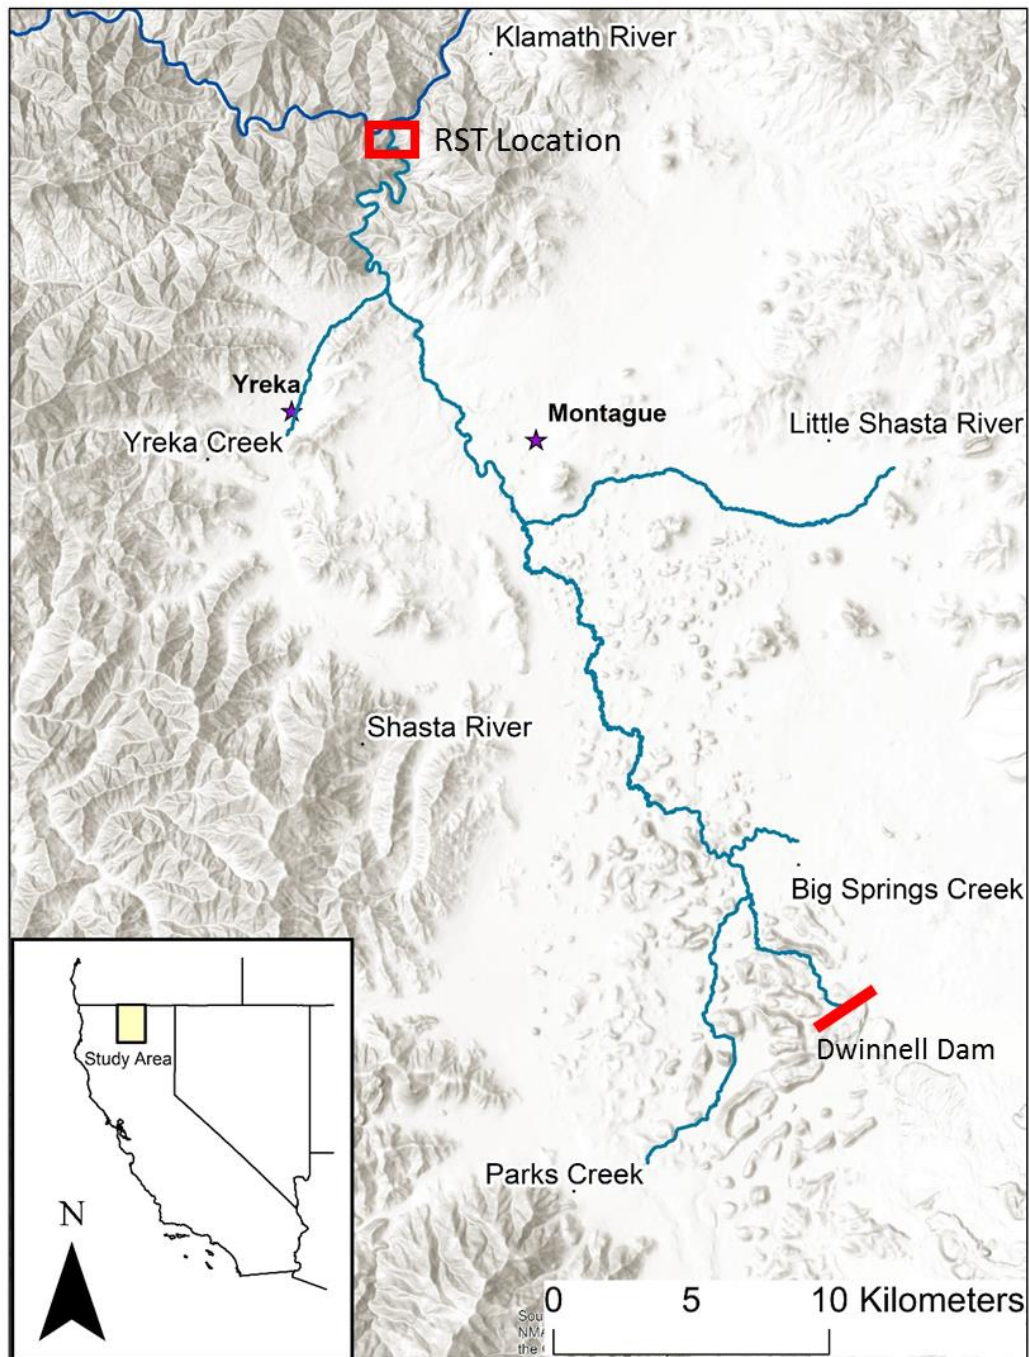 Klamath River
RST Location
Yreka
Montague
Little Shasta River
Yreka Creek
Shasta River
Big Springs Creek
Dwinnell Dam
Study Area
Parks Creek
N
0 5 10 Kilometers
the